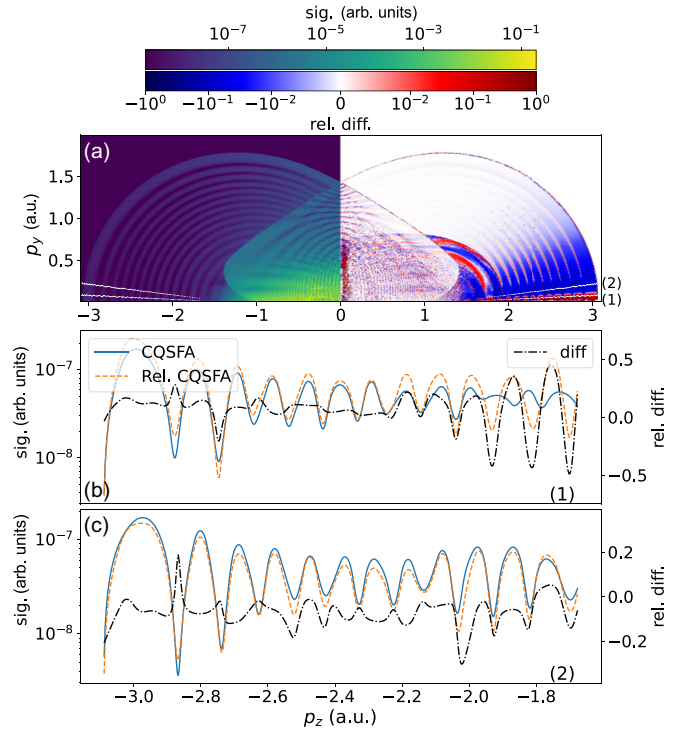 sig. (arb. units)
10⁻⁷ 10⁻⁵ 10⁻³ 10⁻¹
−10⁰ −10⁻¹ −10⁻² 0 10⁻² 10⁻¹ 10⁰
rel. diff.
(a)
p_y (a.u.)
1.5
1.0
0.5
(2)
(1)
−3 −2 −1 0 1 2 3
CQSFA
Rel. CQSFA
diff
sig. (arb. units)
10⁻⁷
10⁻⁸
0.5
0.0
−0.5
rel. diff.
(b)
(1)
(c)
sig. (arb. units)
10⁻⁷
10⁻⁸
0.2
0.0
−0.2
rel. diff.
(2)
−3.0 −2.8 −2.6 −2.4 −2.2 −2.0 −1.8
p_z (a.u.)